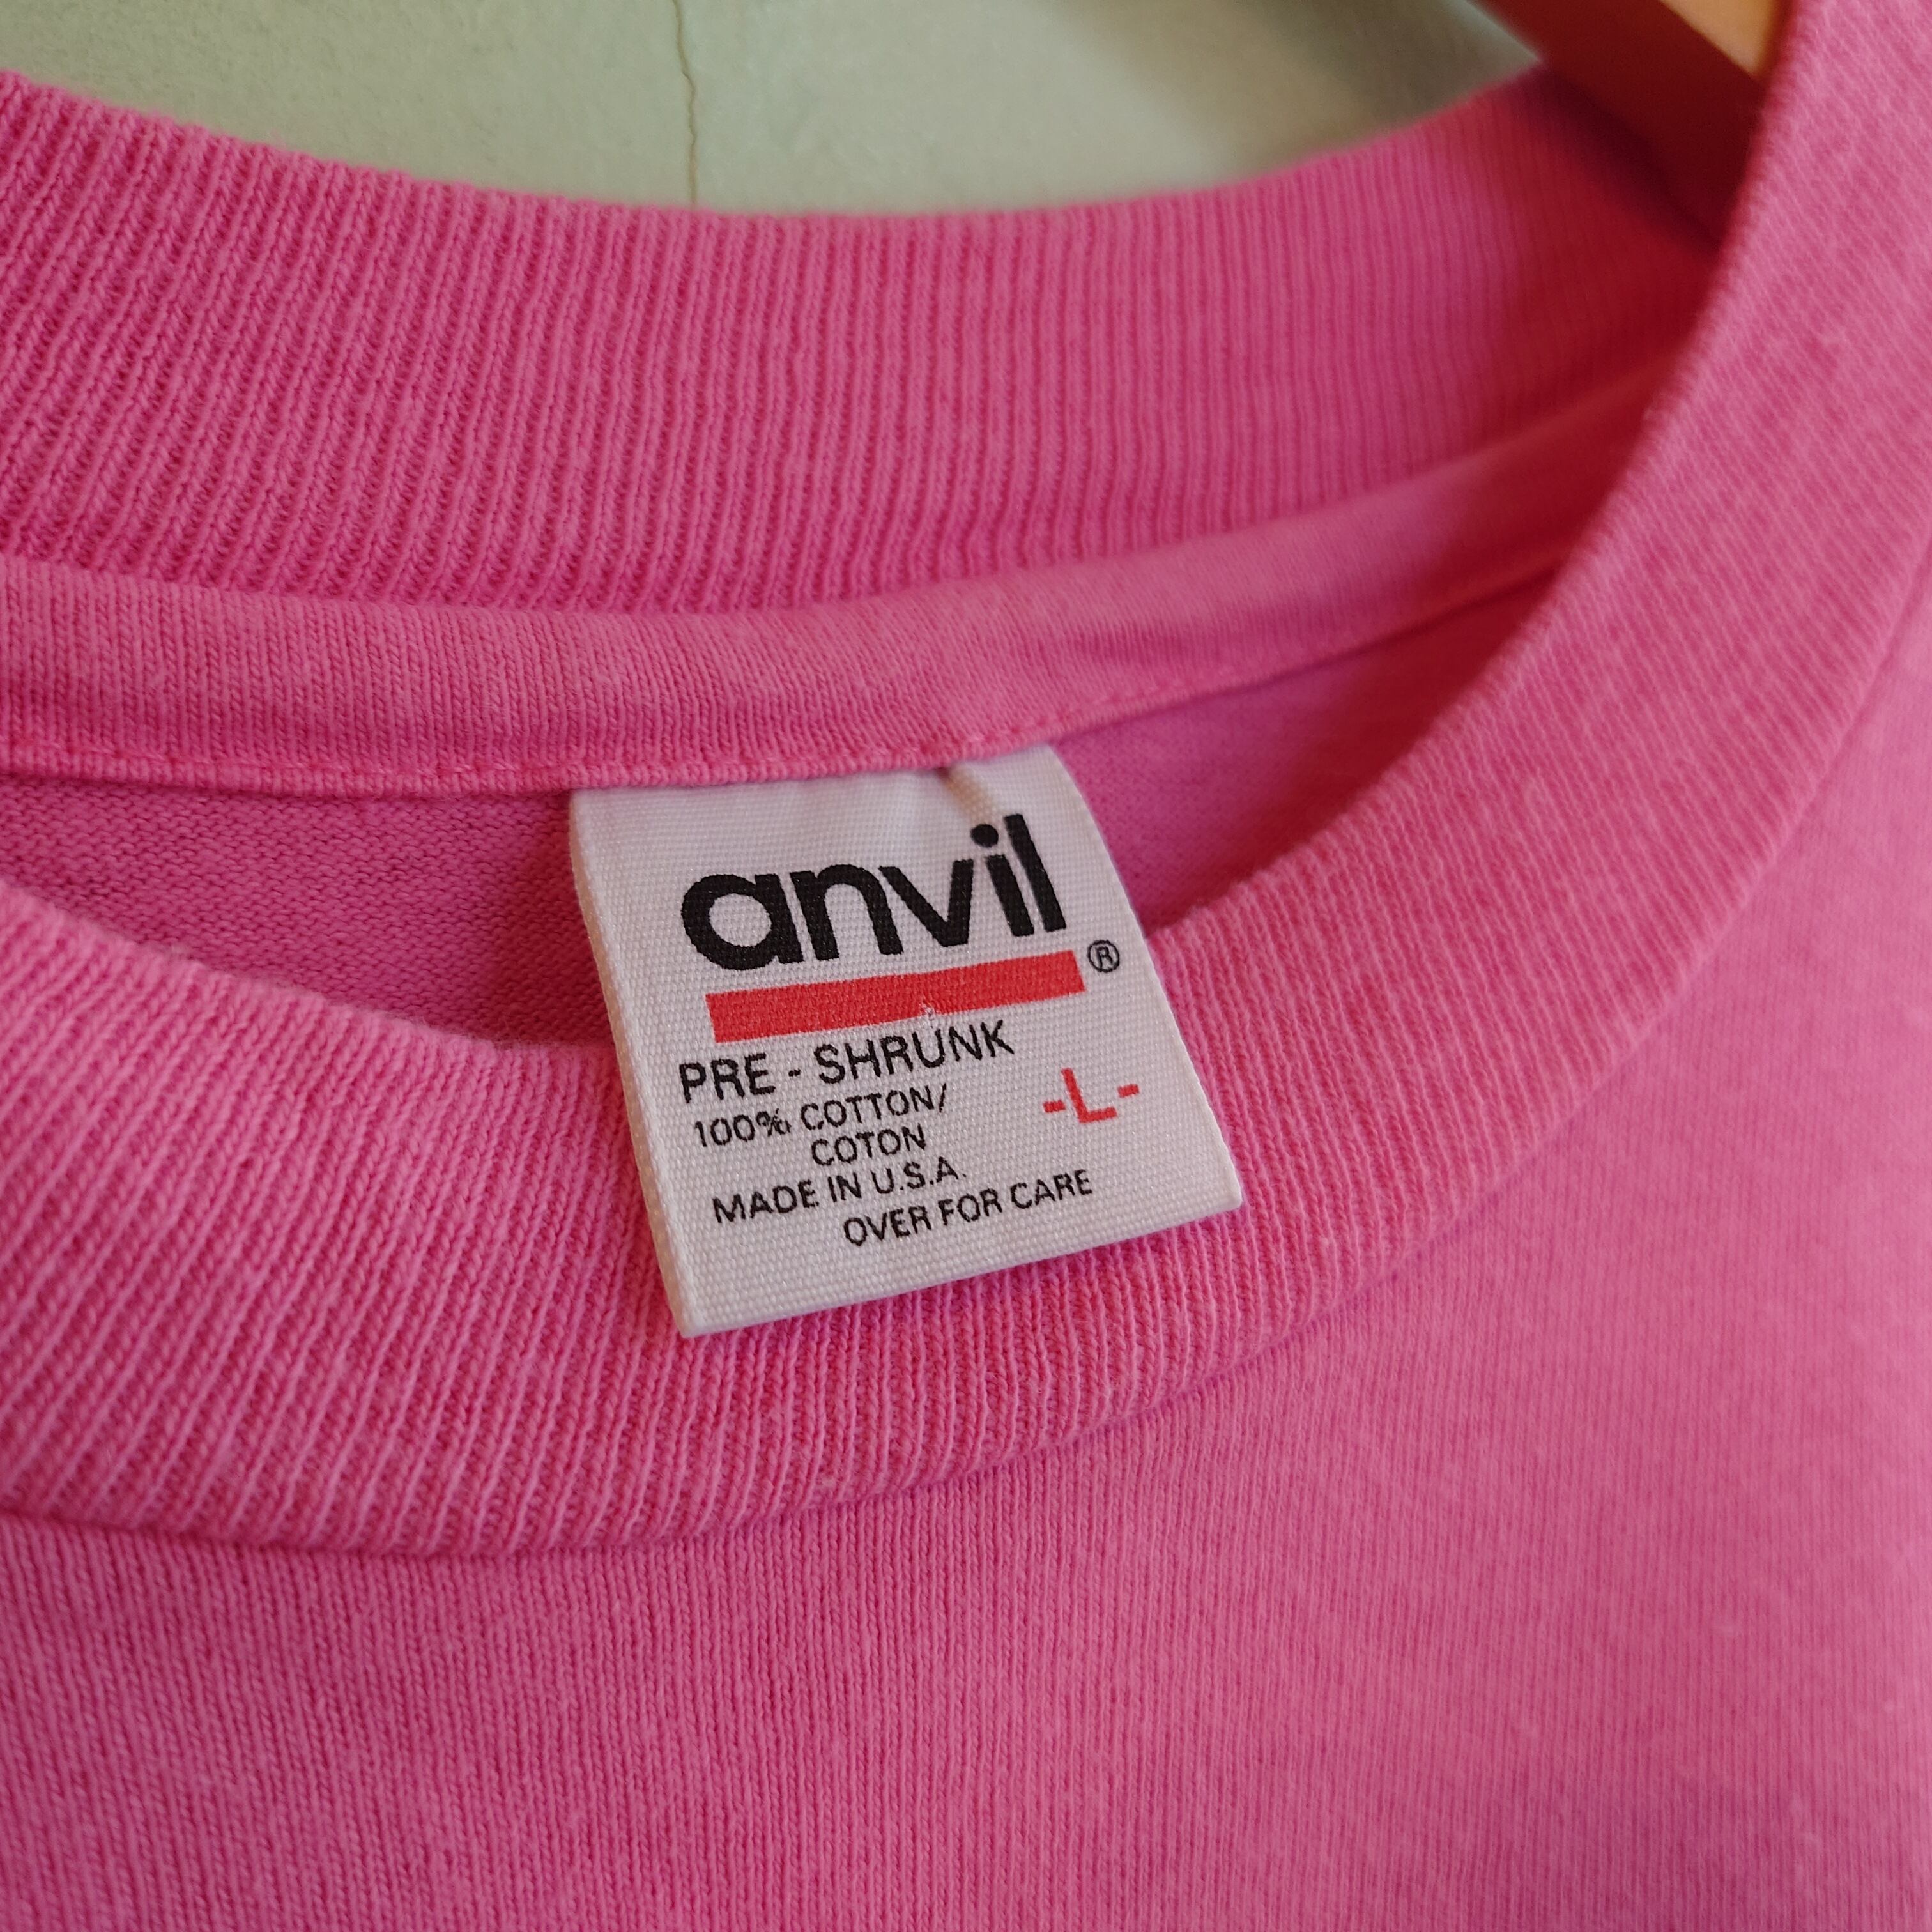 anvil ®
PRE - SHRUNK
100% COTTON/ -L-
COTON
MADE IN U.S.A.
OVER FOR CARE